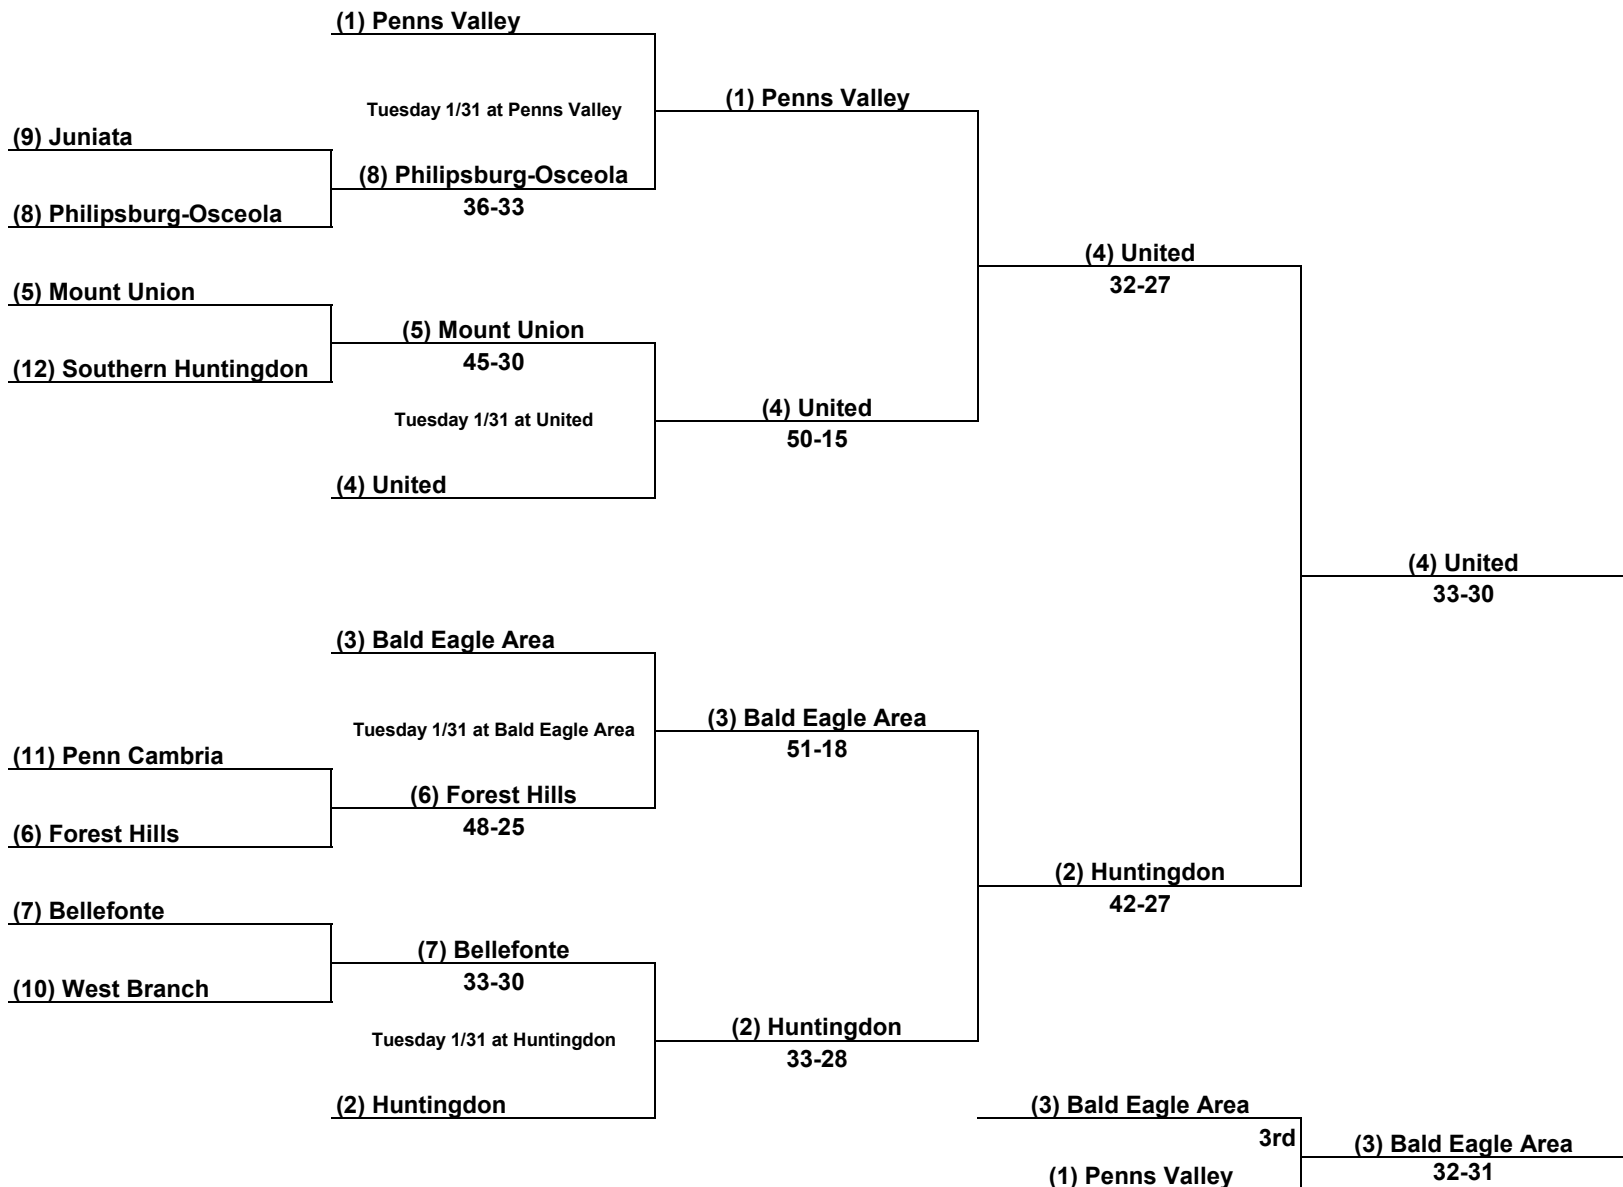 (1) Penns Valley
Tuesday 1/31 at Penns Valley
(1) Penns Valley
(9) Juniata
(8) Philipsburg-Osceola
36-33
(8) Philipsburg-Osceola
(4) United
32-27
(5) Mount Union
(5) Mount Union
45-30
(12) Southern Huntingdon
Tuesday 1/31 at United
(4) United
50-15
(4) United
(4) United
33-30
(3) Bald Eagle Area
Tuesday 1/31 at Bald Eagle Area
(3) Bald Eagle Area
51-18
(11) Penn Cambria
(6) Forest Hills
48-25
(6) Forest Hills
(2) Huntingdon
42-27
(7) Bellefonte
(7) Bellefonte
33-30
(10) West Branch
Tuesday 1/31 at Huntingdon
(2) Huntingdon
33-28
(2) Huntingdon
(3) Bald Eagle Area
3rd
(3) Bald Eagle Area
32-31
(1) Penns Valley